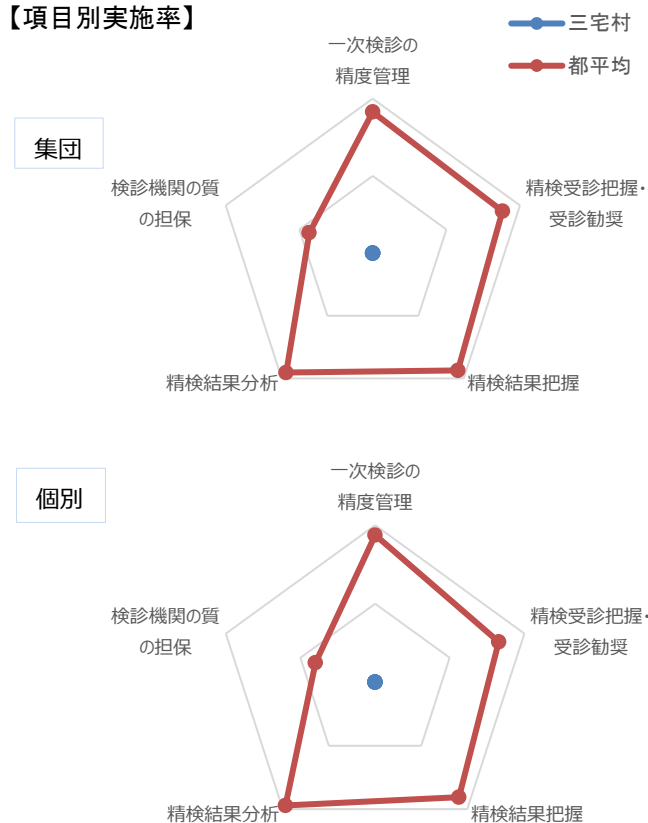 【項目別実施率】
三宅村
都平均
集団
一次検診の
精度管理
精検受診把握・
受診勧奨
精検結果把握
精検結果分析
検診機関の質
の担保
個別
一次検診の
精度管理
精検受診把握・
受診勧奨
精検結果把握
精検結果分析
検診機関の質
の担保